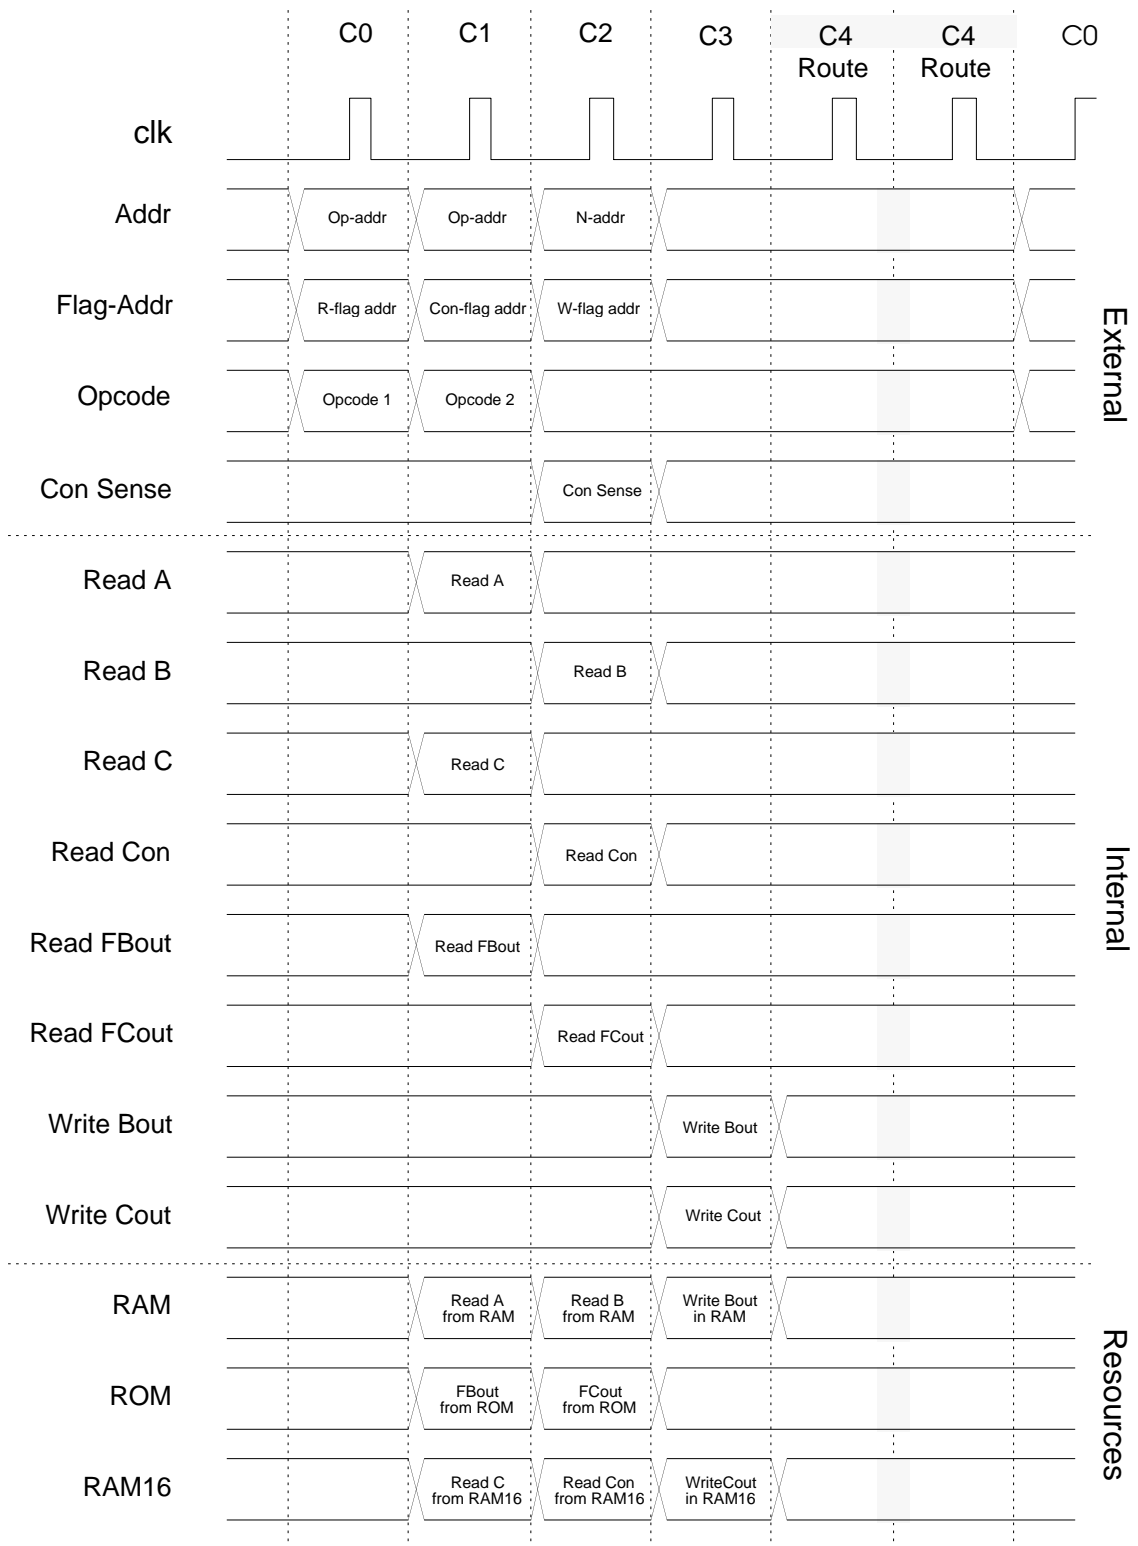 C0 C1 C2 C3 C4 C4 C0
Route Route
clk
Addr Op-addr Op-addr N-addr
Flag-Addr R-flag addr Con-flag addr W-flag addr
External
Opcode Opcode 1 Opcode 2
Con Sense Con Sense
Read A Read A
Read B Read B
Read C Read C
Read Con Read Con
Internal
Read FBout Read FBout
Read FCout Read FCout
Write Bout Write Bout
Write Cout Write Cout
RAM Read A Read B Write Bout
from RAM from RAM in RAM
ROM FBout FCout
from ROM from ROM
Resources
RAM16 Read C Read Con WriteCout
from RAM16 from RAM16 in RAM16